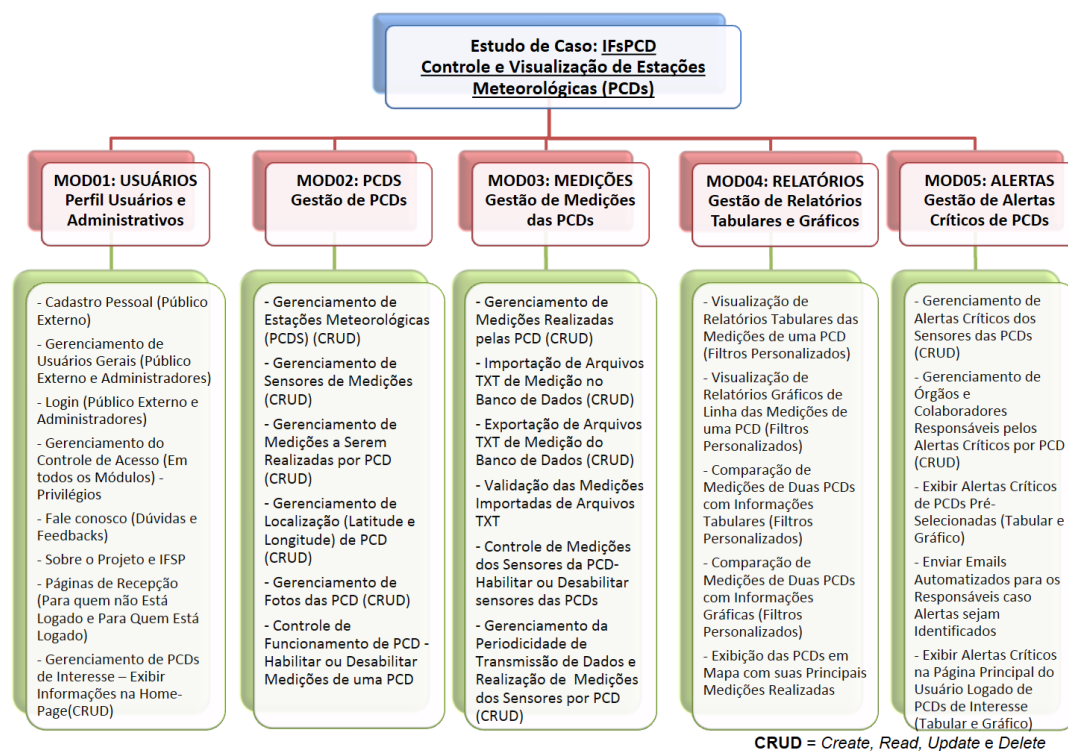 Estudo de Caso: IFsPCD
Controle e Visualização de Estações
Meteorológicas (PCDs)
MOD01: USUÁRIOS
Perfil Usuários e
Administrativos
- Cadastro Pessoal (Público
Externo)
- Gerenciamento de
Usuários Gerais (Público
Externo e Administradores)
- Login (Público Externo e
Administradores)
- Gerenciamento do
Controle de Acesso (Em
todos os Módulos) -
Privilégios
- Fale conosco (Dúvidas e
Feedbacks)
- Sobre o Projeto e IFSP
- Páginas de Recepção
(Para quem não Está
Logado e Para Quem Está
Logado)
- Gerenciamento de PCDs
de Interesse – Exibir
Informações na Home-
Page(CRUD)
MOD02: PCDS
Gestão de PCDs
- Gerenciamento de
Estações Meteorológicas
(PCDS) (CRUD)
- Gerenciamento de
Sensores de Medições
(CRUD)
- Gerenciamento de
Medições a Serem
Realizadas por PCD
(CRUD)
- Gerenciamento de
Localização (Latitude e
Longitude) de PCD
(CRUD)
- Gerenciamento de
Fotos das PCD (CRUD)
- Controle de
Funcionamento de PCD -
Habilitar ou Desabilitar
Medições de uma PCD
MOD03: MEDIÇÕES
Gestão de Medições
das PCDs
- Gerenciamento de
Medições Realizadas
pelas PCD (CRUD)
- Importação de Arquivos
TXT de Medição no
Banco de Dados (CRUD)
- Exportação de Arquivos
TXT de Medição do
Banco de Dados (CRUD)
- Validação das Medições
Importadas de Arquivos
TXT
- Controle de Medições
dos Sensores da PCD-
Habilitar ou Desabilitar
sensores das PCDs
- Gerenciamento da
Periodicidade de
Transmissão de Dados e
Realização de Medições
dos Sensores por PCD
(CRUD)
MOD04: RELATÓRIOS
Gestão de Relatórios
Tabulares e Gráficos
- Visualização de
Relatórios Tabulares das
Medições de uma PCD
(Filtros Personalizados)
- Visualização de
Relatórios Gráficos de
Linha das Medições de
uma PCD (Filtros
Personalizados)
- Comparação de
Medições de Duas PCDs
com Informações
Tabulares (Filtros
Personalizados)
- Comparação de
Medições de Duas PCDs
com Informações
Gráficas (Filtros
Personalizados)
- Exibição das PCDs em
Mapa com suas Principais
Medições Realizadas
MOD05: ALERTAS
Gestão de Alertas
Críticos de PCDs
- Gerenciamento de
Alertas Críticos dos
Sensores das PCDs
(CRUD)
- Gerenciamento de
Órgãos e
Colaboradores
Responsáveis pelos
Alertas Críticos por PCD
(CRUD)
- Exibir Alertas Críticos
de PCDs Pré-
Selecionadas (Tabular e
Gráfico)
- Enviar Emails
Automatizados para os
Responsáveis caso
Alertas sejam
Identificados
- Exibir Alertas Críticos
na Página Principal do
Usuário Logado de
PCDs de Interesse
(Tabular e Gráfico)
CRUD = Create, Read, Update e Delete